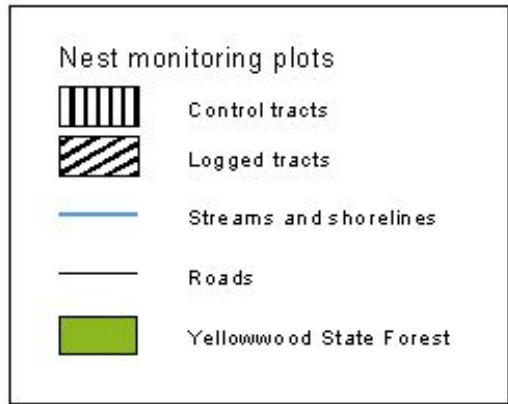 Nest monitoring plots
Control tracts
Logged tracts
Streams and shorelines
Roads
Yellowwood State Forest